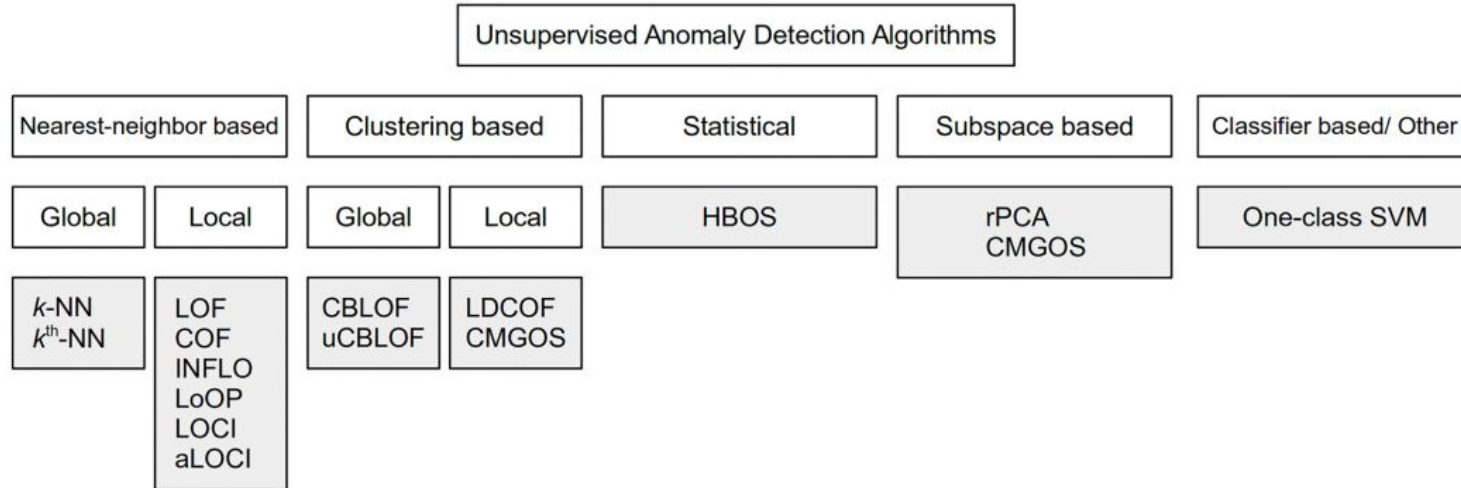 Unsupervised Anomaly Detection Algorithms
Nearest-neighbor based
Clustering based
Statistical
Subspace based
Classifier based/ Other
Global
Local
Global
Local
HBOS
rPCA
CMGOS
One-class SVM
k-NN
kth-NN
LOF
COF
INFLO
LoOP
LOCI
aLOCI
CBLOF
uCBLOF
LDCOF
CMGOS